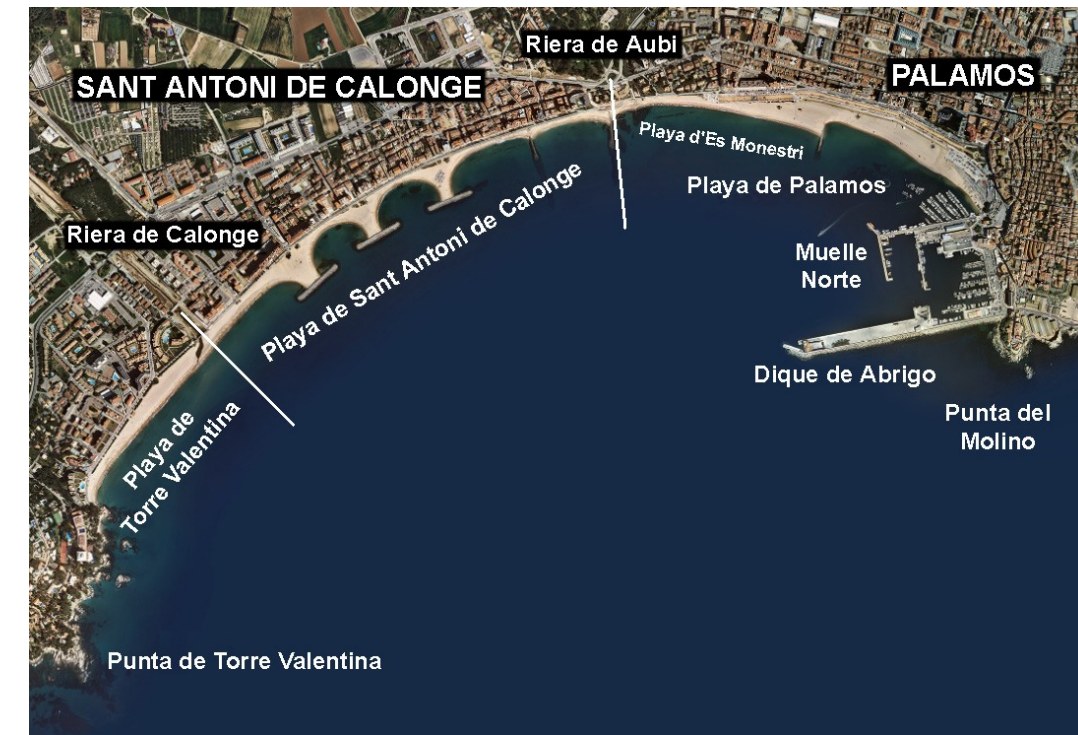 Riera de Aubi
SANT ANTONI DE CALONGE
PALAMOS
Playa d'Es Monestri
Playa de Palamos
Riera de Calonge
Playa de Sant Antoni de Calonge
Muelle
Norte
Dique de Abrigo
Punta del
Molino
Playa de
Torre Valentina
Punta de Torre Valentina